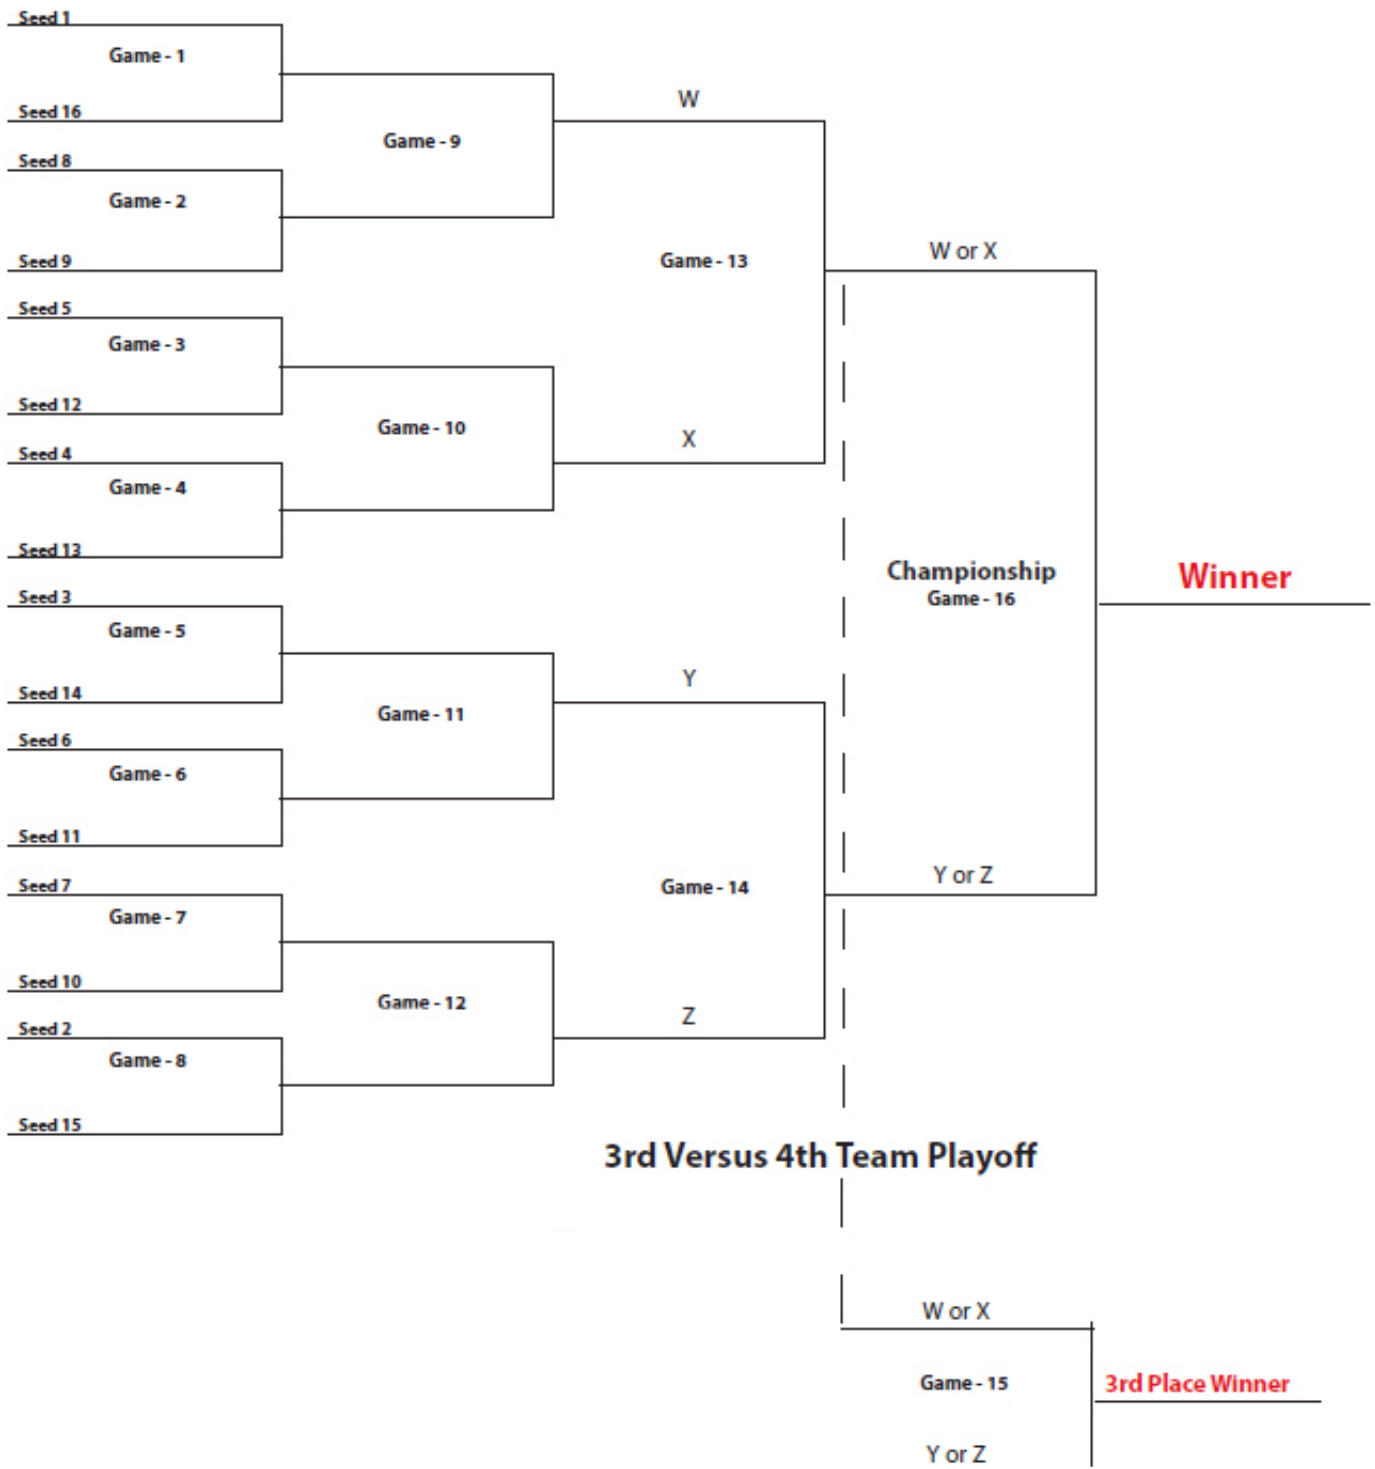 Seed 1
Game - 1
Seed 16
Seed 8
Game - 2
Seed 9
Seed 5
Game - 3
Seed 12
Seed 4
Game - 4
Seed 13
Seed 3
Game - 5
Seed 14
Seed 6
Game - 6
Seed 11
Seed 7
Game - 7
Seed 10
Seed 2
Game - 8
Seed 15
Game - 9
Game - 10
Game - 11
Game - 12
W
Game - 13
X
Y
Game - 14
Z
W or X
Championship
Game - 16
Y or Z
Winner
3rd Versus 4th Team Playoff
W or X
Game - 15
3rd Place Winner
Y or Z